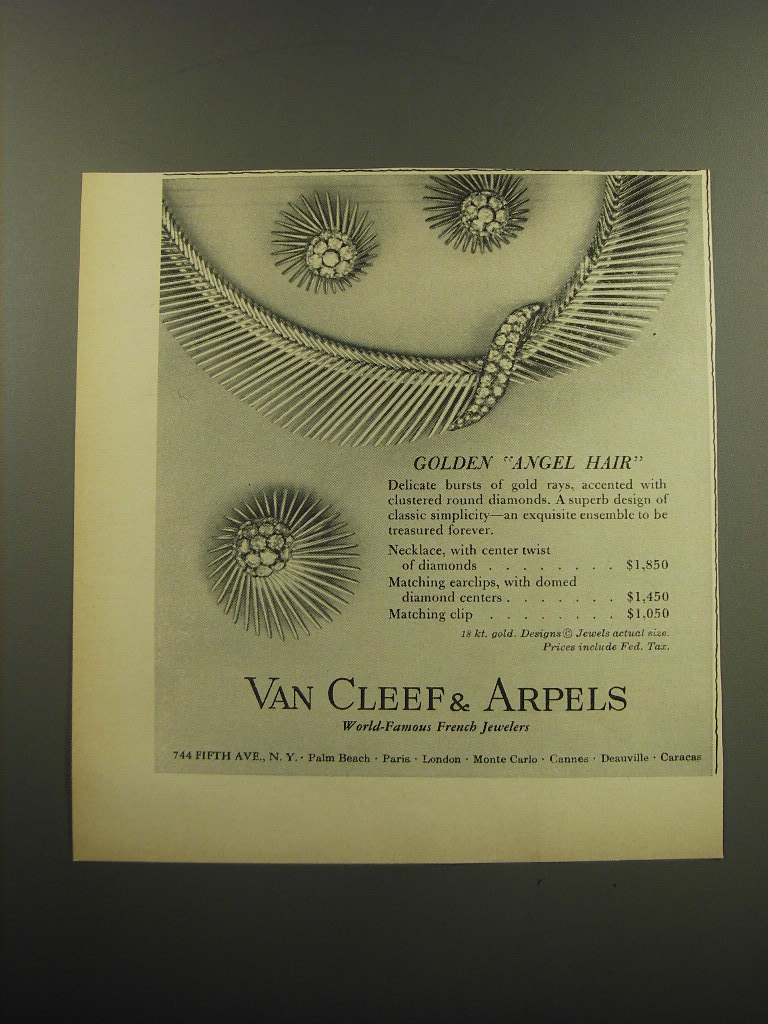 GOLDEN "ANGEL HAIR"
Delicate bursts of gold rays, accented with
clustered round diamonds. A superb design of
classic simplicity—an exquisite ensemble to be
treasured forever.
Necklace, with center twist
of diamonds . . . . . . . . $1,850
Matching earclips, with domed
diamond centers . . . . . . . $1,450
Matching clip . . . . . . . . $1,050
18 kt. gold. Designs © Jewels actual size.
Prices include Fed. Tax.
VAN CLEEF & ARPELS
World-Famous French Jewelers
744 FIFTH AVE., N. Y. · Palm Beach · Paris · London · Monte Carlo · Cannes · Deauville · Caracas